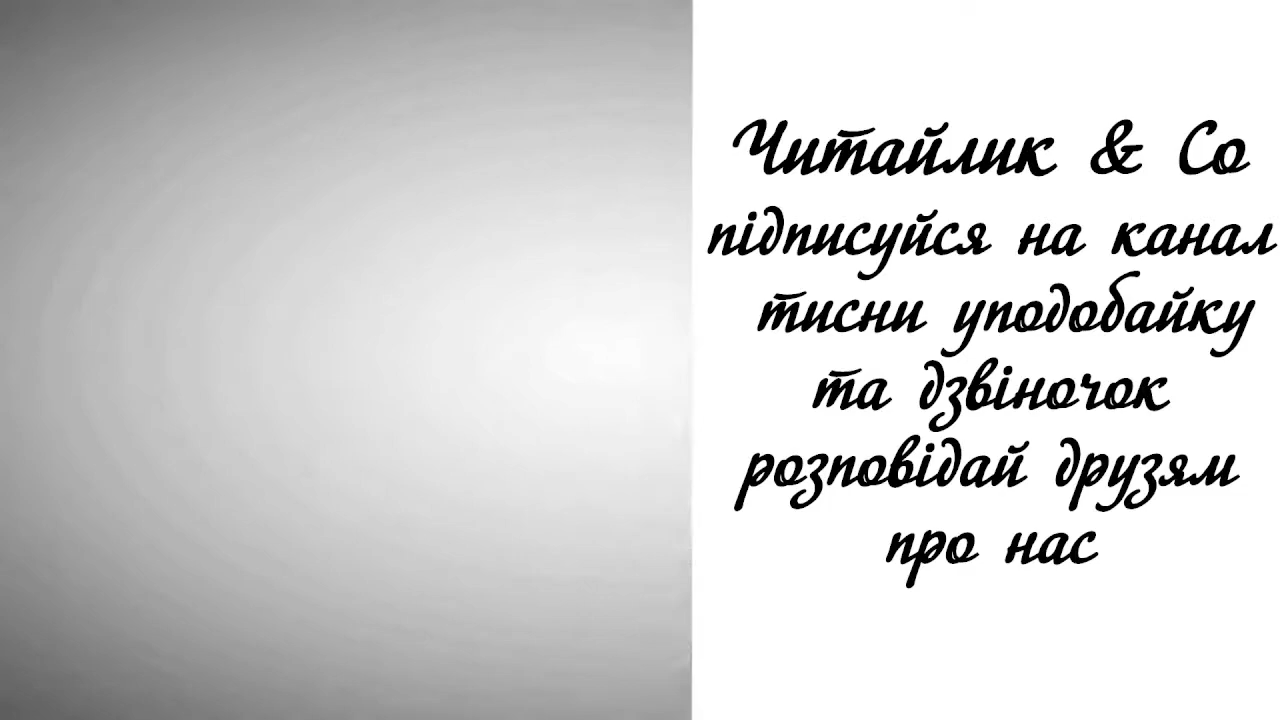 Читайлик & Co
підписуйся на канал
тисни уподобайку
та дзвіночок
розповідай друзям
про нас